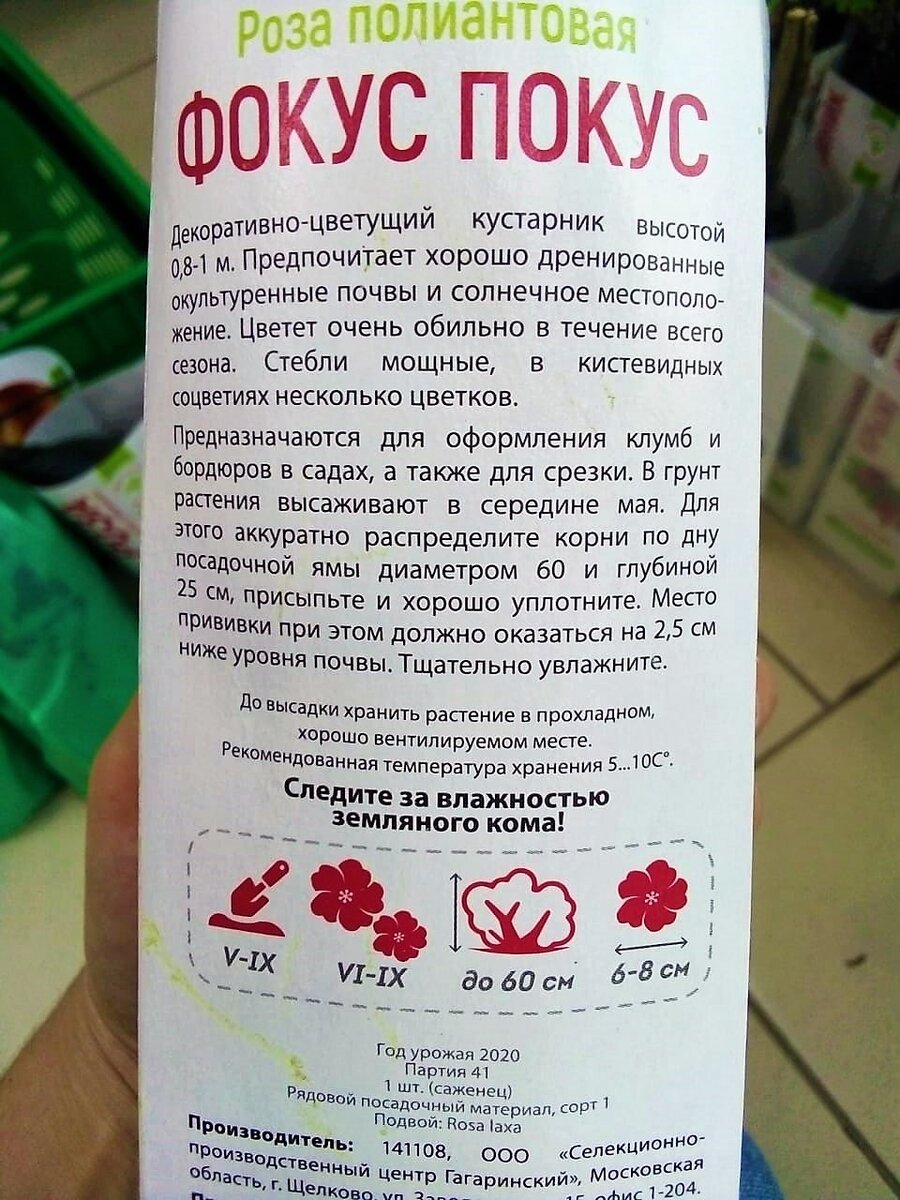 Роза полиантовая
ФОКУС ПОКУС
Декоративно-цветущий кустарник высотой
0,8-1 м. Предпочитает хорошо дренированные
окультуренные почвы и солнечное местополо-
жение. Цветет очень обильно в течение всего
сезона. Стебли мощные, в кистевидных
соцветиях несколько цветков.
Предназначаются для оформления клумб и
бордюров в садах, а также для срезки. В грунт
растения высаживают в середине мая. Для
этого аккуратно распределите корни по дну
посадочной ямы диаметром 60 и глубиной
25 см, присыпьте и хорошо уплотните. Место
прививки при этом должно оказаться на 2,5 см
ниже уровня почвы. Тщательно увлажните.
До высадки хранить растение в прохладном,
хорошо вентилируемом месте.
Рекомендованная температура хранения 5...10С°.
Следите за влажностью
земляного кома!
V-IX VI-IX до 60 см 6-8 см
Год урожая 2020
Партия 41
1 шт. (саженец)
Рядовой посадочный материал, сорт 1
Подвой: Rosa laxa
Производитель: 141108, ООО «Селекционно-
производственный центр Гагаринский», Московская
область, г. Щелково, ул. 15, офис 1-204.